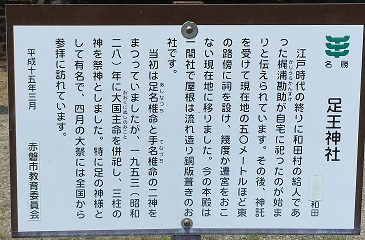 名勝
足王神社
和田
江戸時代の終りに和田村の給人であ
った梶浦勘助が自宅に祀ったのが始ま
りと伝えられています。その後、神託
を受けて現在地の五〇メートルほど東
の路傍に祠を設け、幾度か遷宮をおこ
ない現在地に移りました。今の本殿は
一間社で屋根は流れ造り銅版葺きのお
社です。
当初は足名椎命と手名椎命の二神を
まつっていましたが、一九五三(昭和
二八)年に大国主命を併祀し、三柱の
神を祭神としました。特に足の神様と
して有名で、四月の大祭には全国から
参拝に訪れています。
平成十五年三月
赤磐市教育委員会